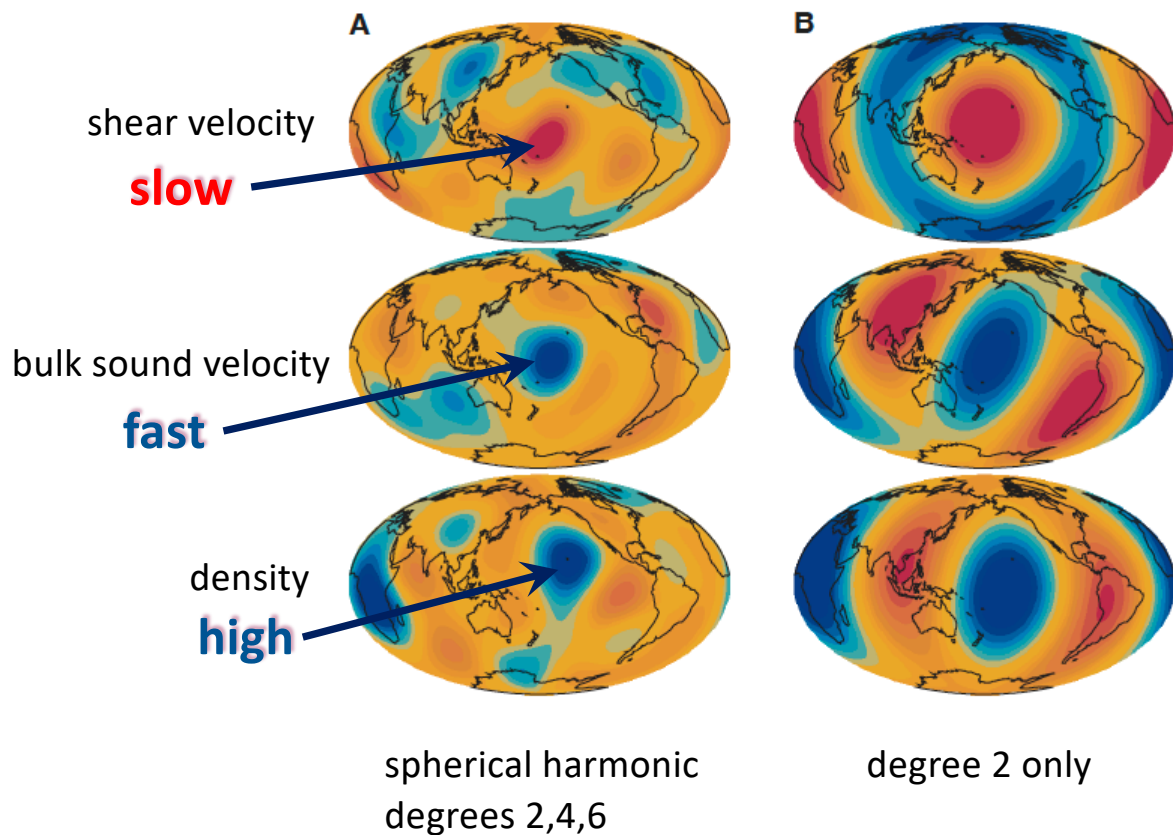 A
B
shear velocity
slow
bulk sound velocity
fast
density
high
spherical harmonic
degrees 2,4,6
degree 2 only